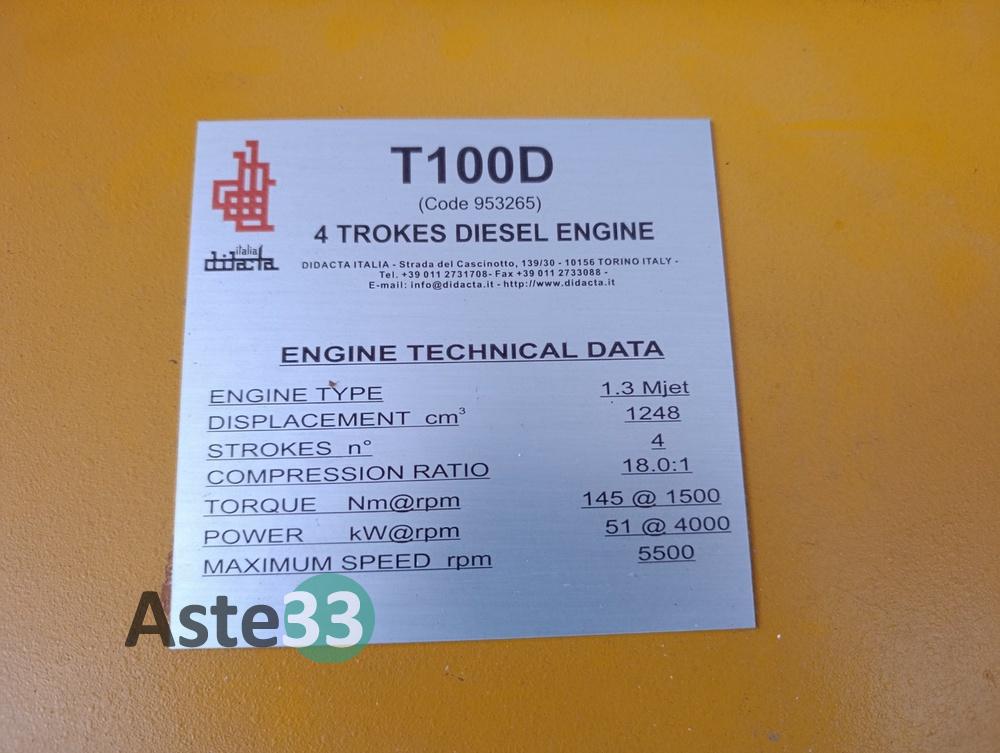 T100D
(Code 953265)
4 TROKES DIESEL ENGINE
italia
didacta
DIDACTA ITALIA - Strada del Cascinotto, 139/30 - 10156 TORINO ITALY -
Tel. +39 011 2731708- Fax +39 011 2733088 -
E-mail: info@didacta.it - http://www.didacta.it
ENGINE TECHNICAL DATA
ENGINE TYPE 1.3 Mjet
DISPLACEMENT cm³ 1248
STROKES n° 4
COMPRESSION RATIO 18.0:1
TORQUE Nm@rpm 145 @ 1500
POWER kW@rpm 51 @ 4000
MAXIMUM SPEED rpm 5500
Aste33